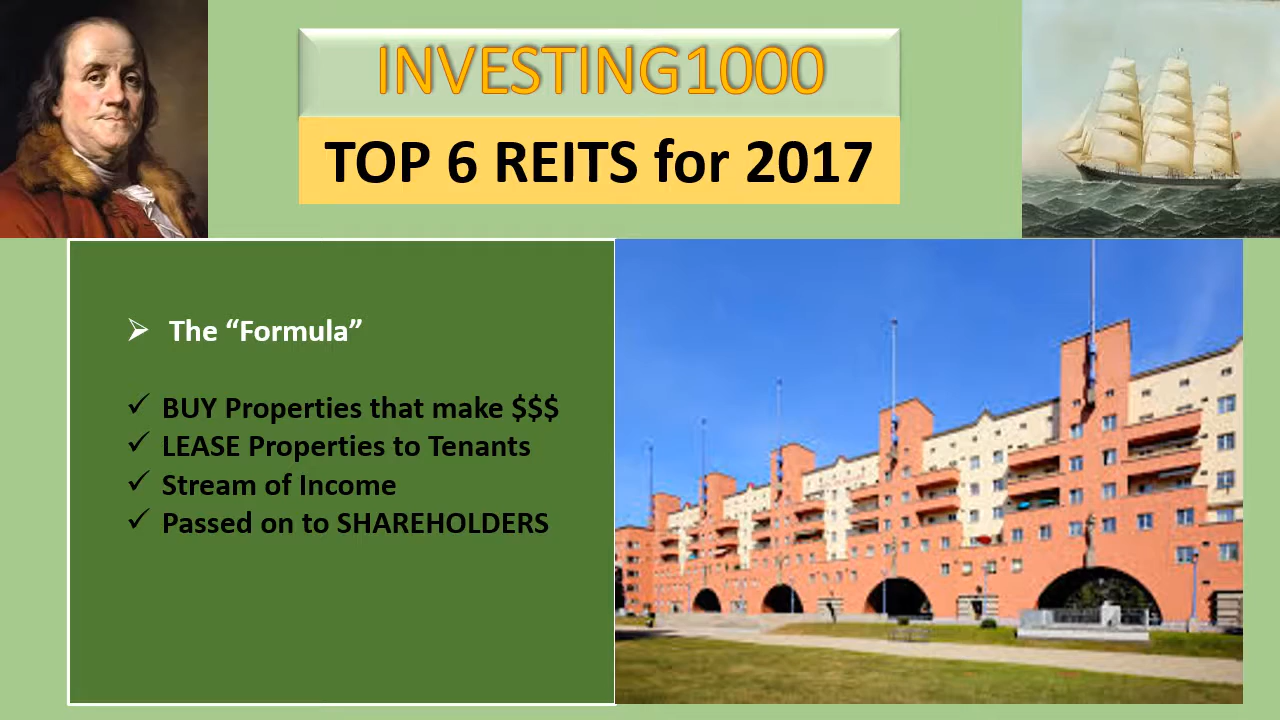 INVESTING1000
TOP 6 REITS for 2017
The “Formula”
BUY Properties that make $$$
LEASE Properties to Tenants
Stream of Income
Passed on to SHAREHOLDERS